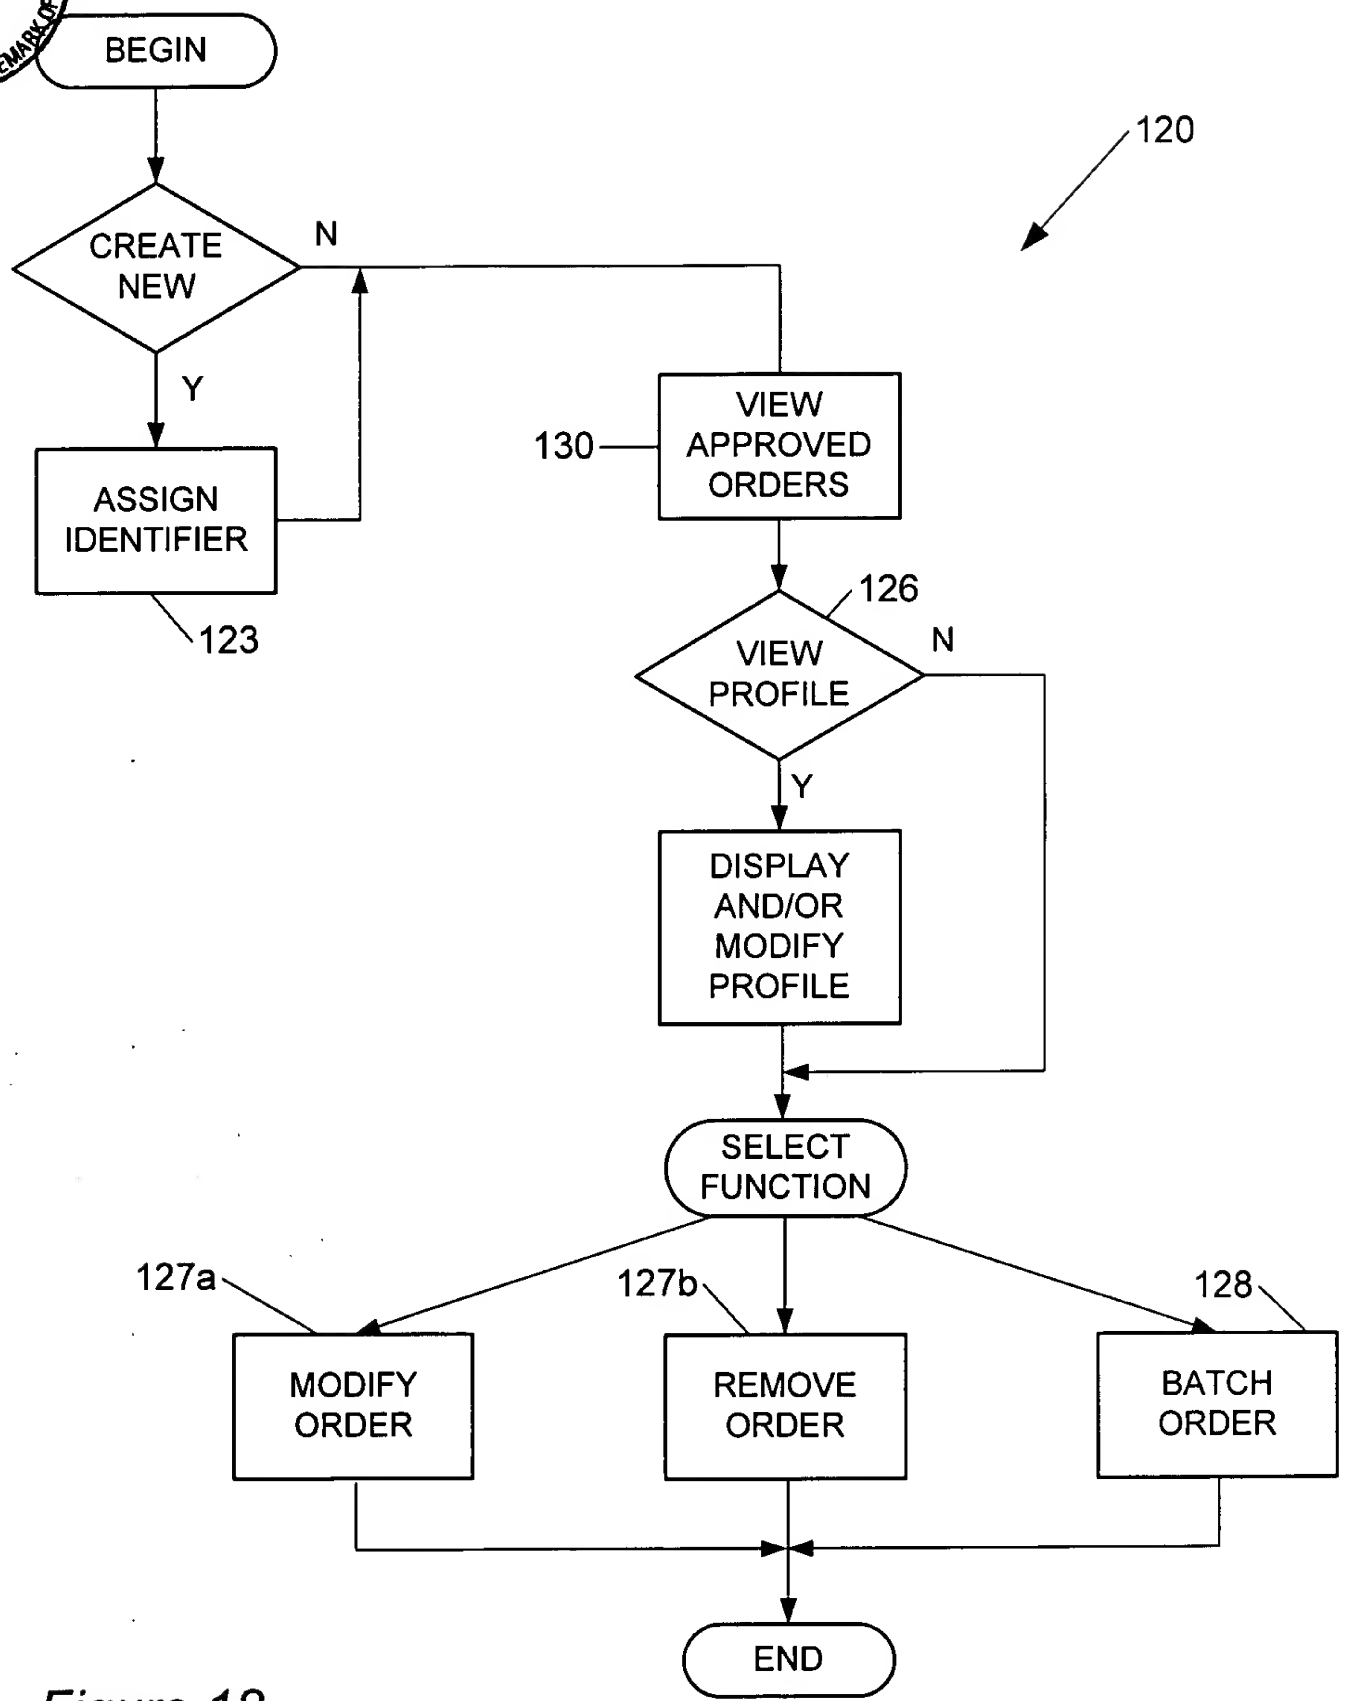 BEGIN
120
CREATE
NEW
N
Y
ASSIGN
IDENTIFIER
123
VIEW
APPROVED
ORDERS
130
126
VIEW
PROFILE
N
Y
DISPLAY
AND/OR
MODIFY
PROFILE
SELECT
FUNCTION
127a
127b
128
MODIFY
ORDER
REMOVE
ORDER
BATCH
ORDER
END